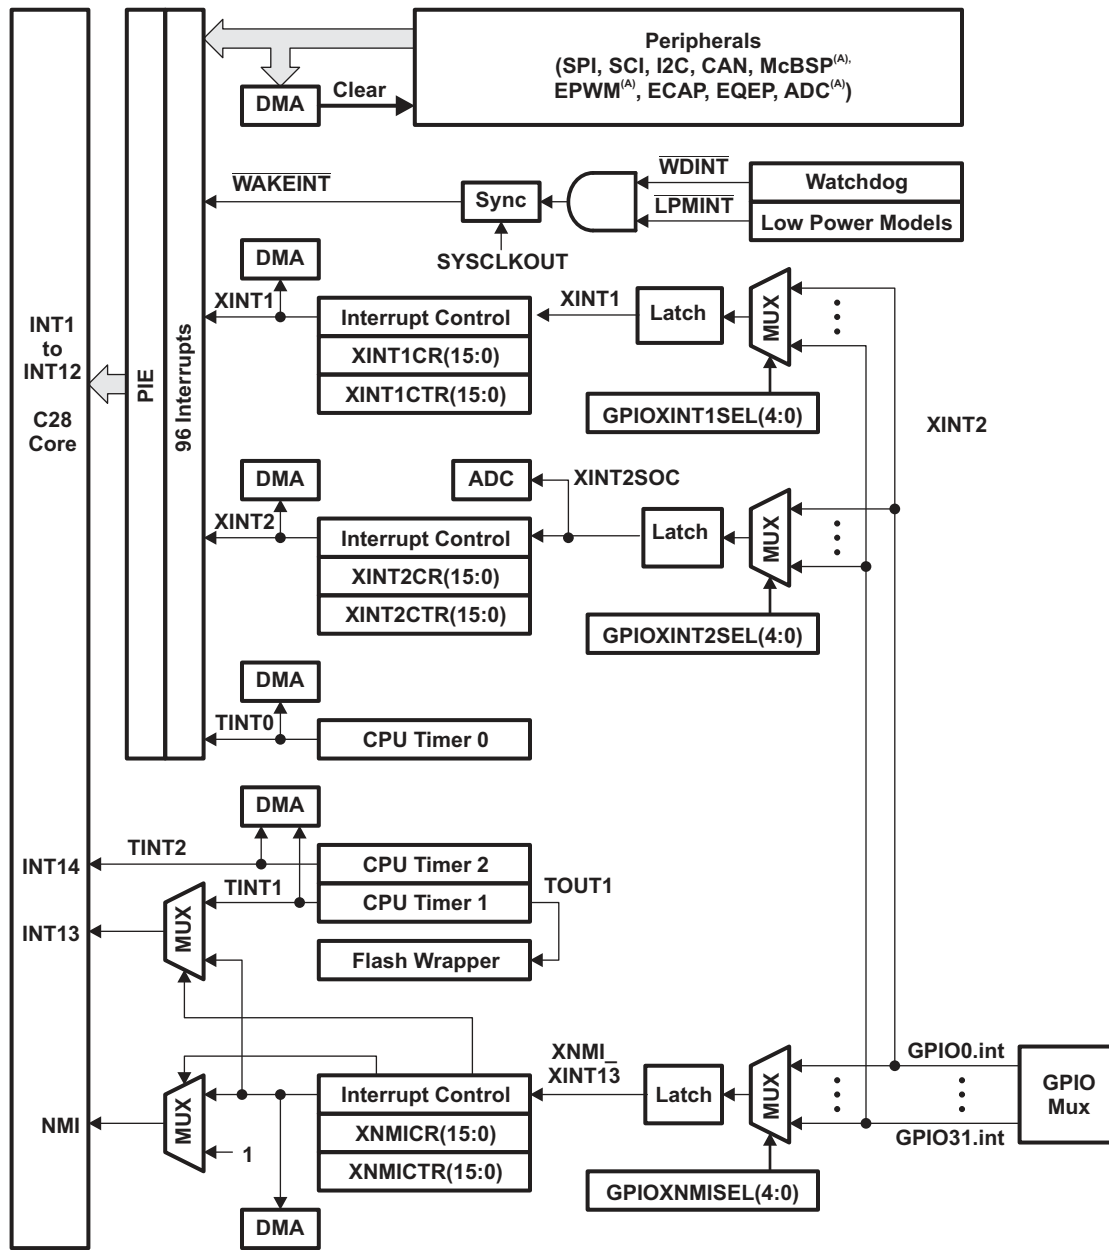 Peripherals
(SPI, SCI, I2C, CAN, McBSP(A),
EPWM(A), ECAP, EQEP, ADC(A))
DMA
Clear
WAKEINT
Sync
SYSCLKOUT
WDINT
LPMINT
Watchdog
Low Power Models
DMA
XINT1
Interrupt Control
XINT1CR(15:0)
XINT1CTR(15:0)
XINT1
Latch
MUX
GPIOXINT1SEL(4:0)
INT1
to
INT12
C28
Core
PIE
96 Interrupts
XINT2
DMA
XINT2
Interrupt Control
XINT2CR(15:0)
XINT2CTR(15:0)
ADC
XINT2SOC
Latch
MUX
GPIOXINT2SEL(4:0)
DMA
TINT0
CPU Timer 0
DMA
INT14
TINT2
CPU Timer 2
TINT1
CPU Timer 1
TOUT1
INT13
MUX
Flash Wrapper
NMI
MUX
1
Interrupt Control
XNMICR(15:0)
XNMICTR(15:0)
DMA
XNMI_
XINT13
Latch
MUX
GPIOXNMISEL(4:0)
GPIO0.int
GPIO31.int
GPIO
Mux